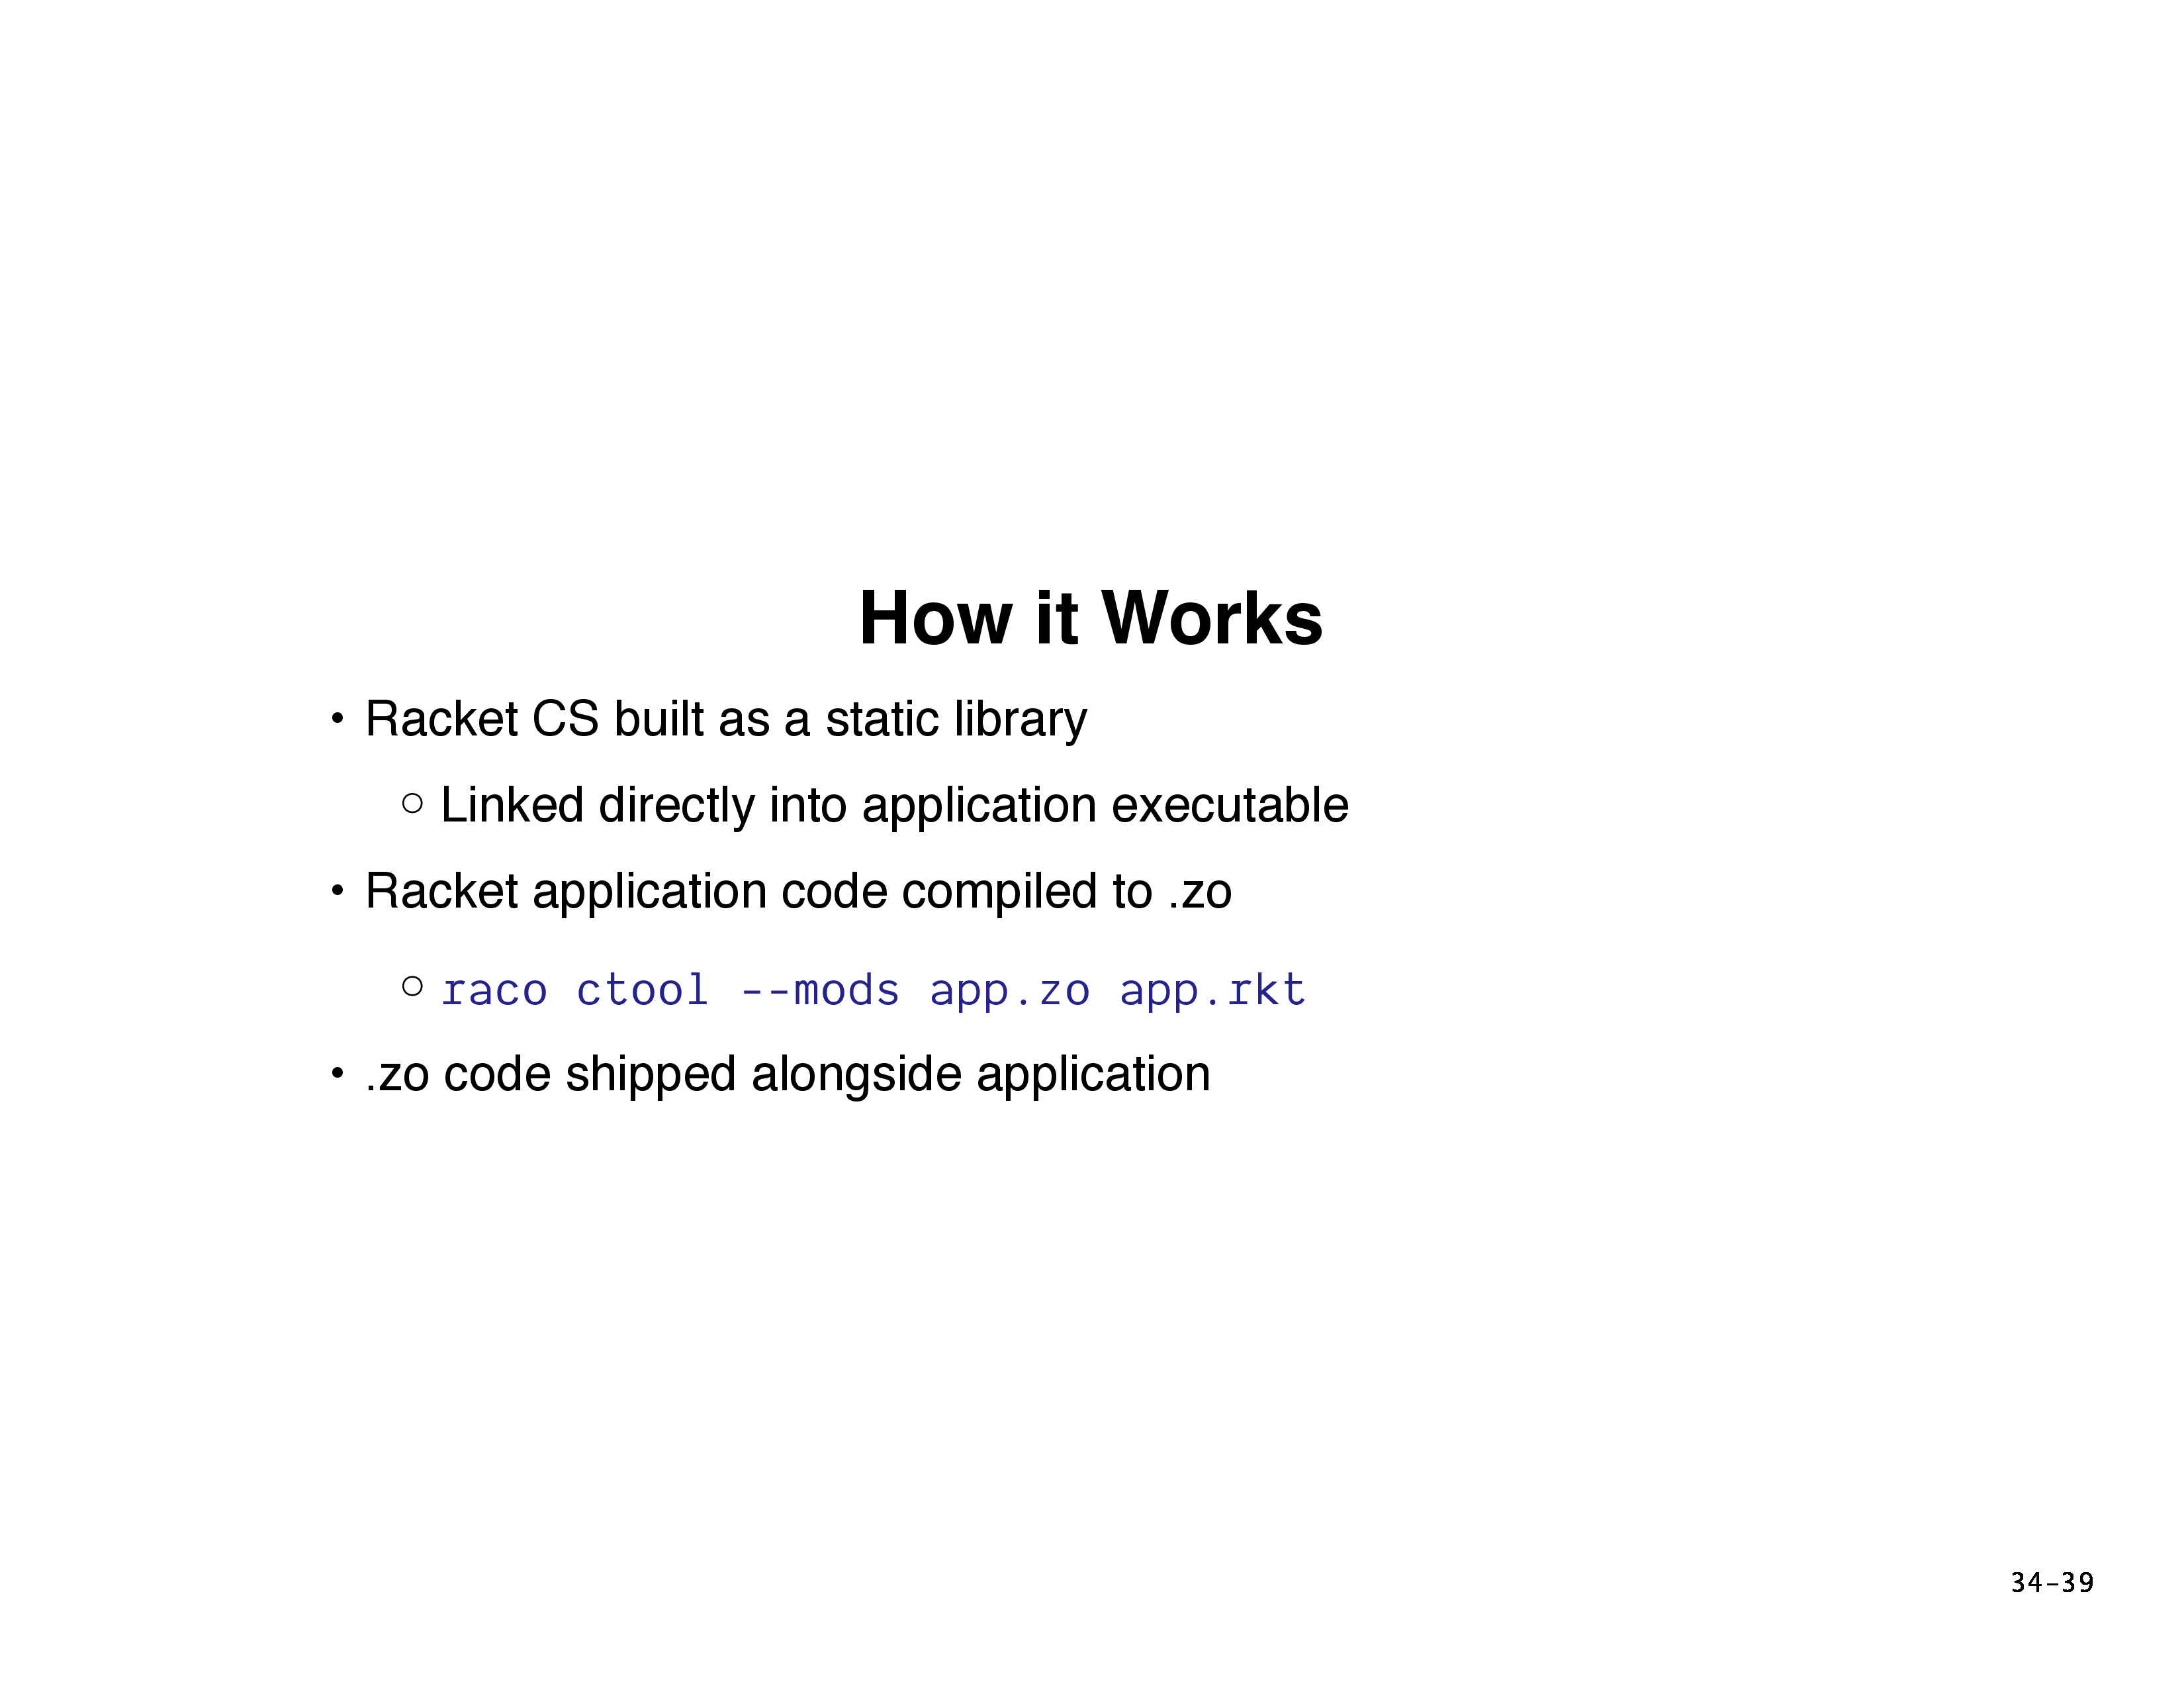 How it Works
• Racket CS built as a static library
○ Linked directly into application executable
• Racket application code compiled to .zo
○ raco ctool --mods app.zo app.rkt
• .zo code shipped alongside application
34-39